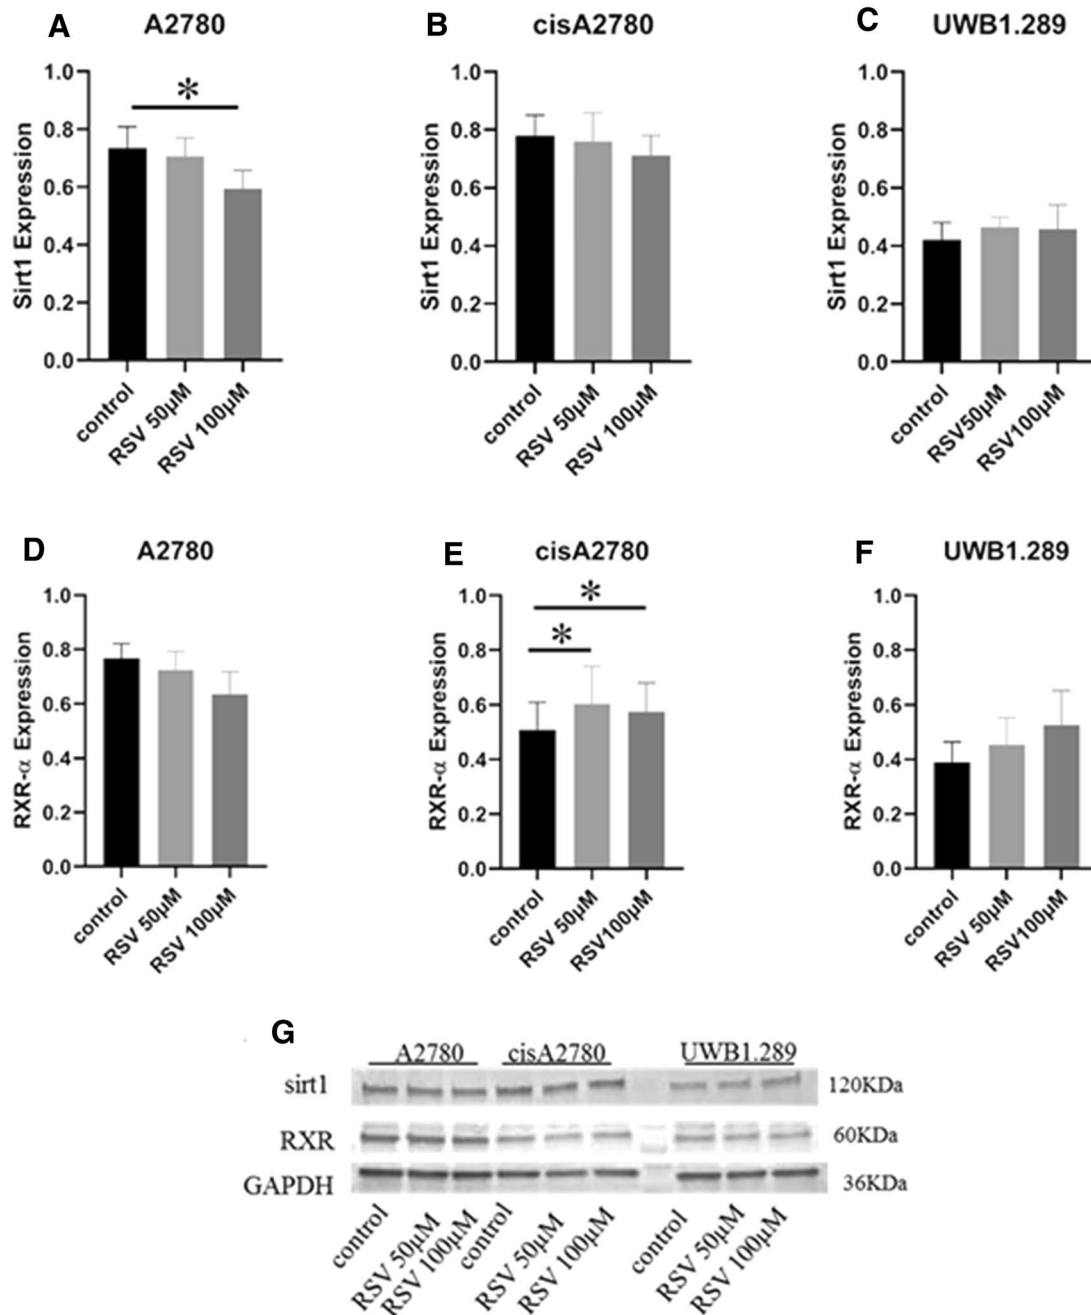 A
A2780
Sirt1 Expression
1.0
0.8
0.6
0.4
0.2
0.0
*
control
RSV 50μM
RSV 100μM
B
cisA2780
Sirt1 Expression
1.0
0.8
0.6
0.4
0.2
0.0
control
RSV 50μM
RSV 100μM
C
UWB1.289
Sirt1 Expression
1.0
0.8
0.6
0.4
0.2
0.0
control
RSV50μM
RSV100μM
D
A2780
RXR-α Expression
1.0
0.8
0.6
0.4
0.2
0.0
control
RSV 50μM
RSV 100μM
E
cisA2780
RXR-α Expression
1.0
0.8
0.6
0.4
0.2
0.0
*
*
control
RSV 50μM
RSV100μM
F
UWB1.289
RXR-α Expression
1.0
0.8
0.6
0.4
0.2
0.0
control
RSV 50μM
RSV100μM
G
A2780 cisA2780 UWB1.289
sirt1 120KDa
RXR 60KDa
GAPDH 36KDa
control
RSV 50μM
RSV 100μM
control
RSV 50μM
RSV 100μM
control
RSV 50μM
RSV 100μM